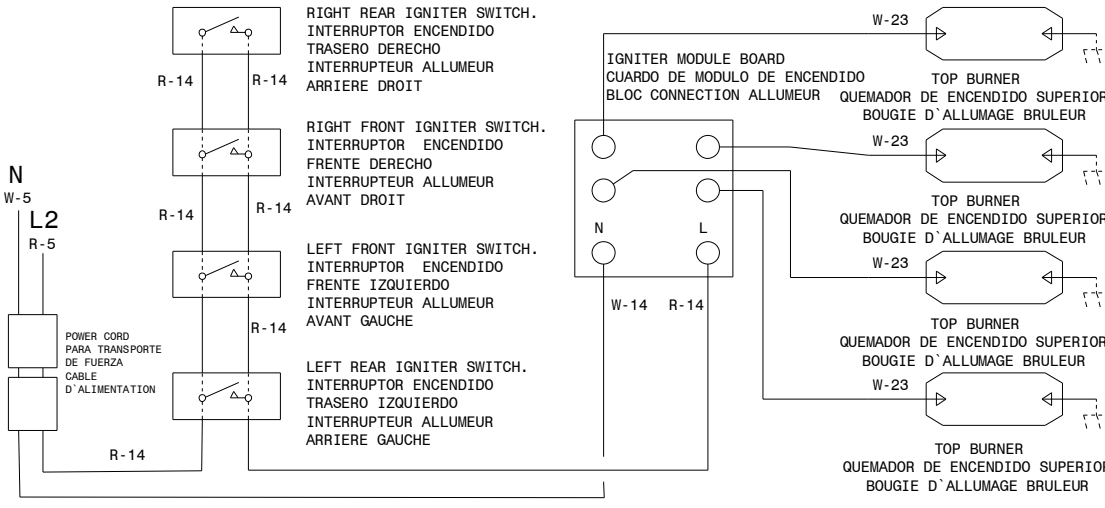 RIGHT REAR IGNITER SWITCH.
INTERRUPTOR ENCENDIDO
TRASERO DERECHO
INTERRUPTEUR ALLUMEUR
ARRIERE DROIT
R-14
R-14
RIGHT FRONT IGNITER SWITCH.
INTERRUPTOR ENCENDIDO
FRENTE DERECHO
INTERRUPTEUR ALLUMEUR
AVANT DROIT
R-14
R-14
LEFT FRONT IGNITER SWITCH.
INTERRUPTOR ENCENDIDO
FRENTE IZQUIERDO
INTERRUPTEUR ALLUMEUR
AVANT GAUCHE
R-14
LEFT REAR IGNITER SWITCH.
INTERRUPTOR ENCENDIDO
TRASERO IZQUIERDO
INTERRUPTEUR ALLUMEUR
ARRIERE GAUCHE
N
W-5
L2
R-5
POWER CORD
PARA TRANSPORTE
DE FUERZA
CABLE
D`ALIMENTATION
R-14
IGNITER MODULE BOARD
CUARDO DE MODULO DE ENCENDIDO
BLOC CONNECTION ALLUMEUR
N L
W-14 R-14
W-23
TOP BURNER
QUEMADOR DE ENCENDIDO SUPERIOR
BOUGIE D`ALLUMAGE BRULEUR
W-23
TOP BURNER
QUEMADOR DE ENCENDIDO SUPERIOR
BOUGIE D`ALLUMAGE BRULEUR
W-23
TOP BURNER
QUEMADOR DE ENCENDIDO SUPERIOR
BOUGIE D`ALLUMAGE BRULEUR
W-23
TOP BURNER
QUEMADOR DE ENCENDIDO SUPERIOR
BOUGIE D`ALLUMAGE BRULEUR